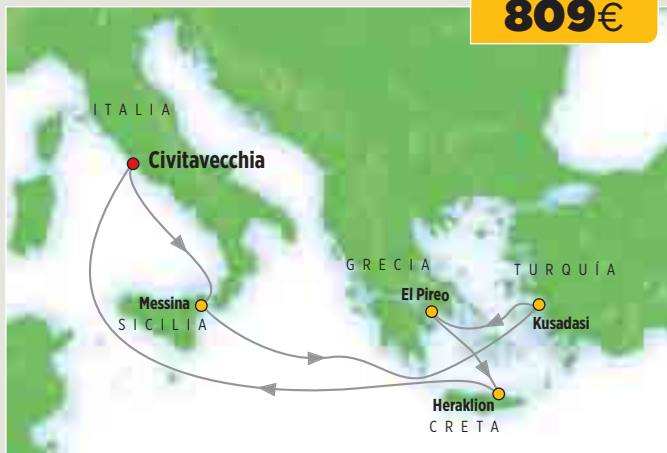 809€
ITALIA
Civitavecchia
GRECIA
TURQUÍA
El Pireo
Messina
SICILIA
Kusadasi
Heraklion
CRETA